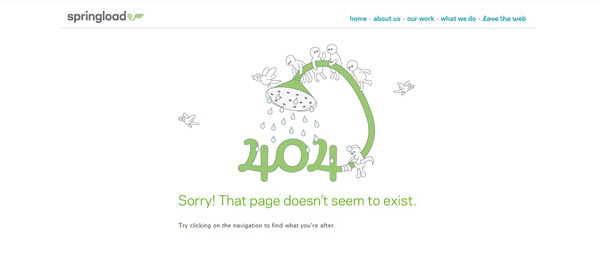 springload
home - about us - our work - what we do - Love the web
404
Sorry! That page doesn't seem to exist.
Try clicking on the navigation to find what you're after.